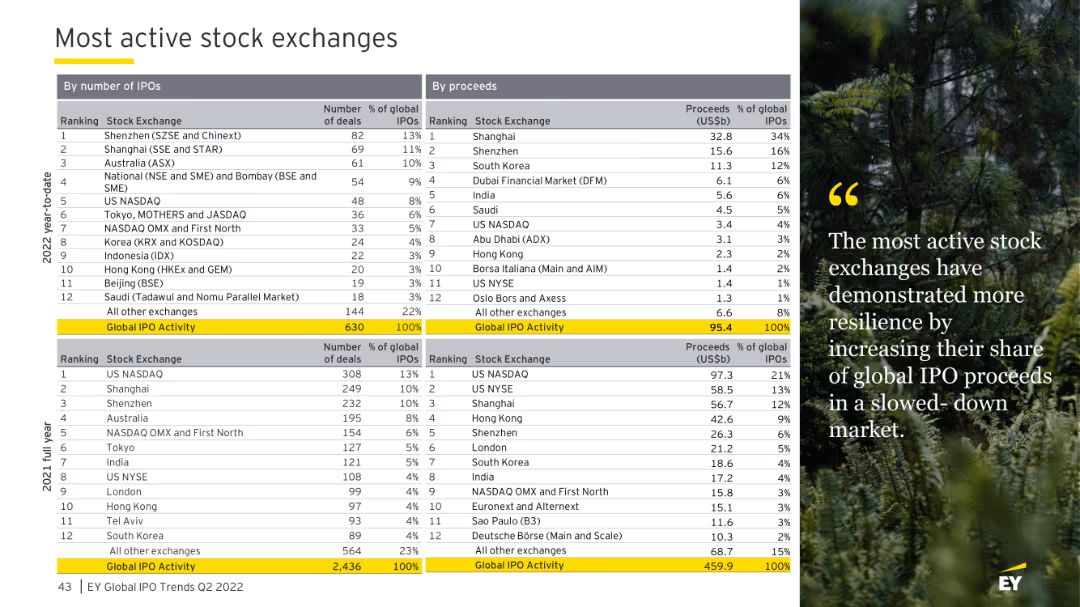 Most active stock exchanges
By number of IPOs
2022 year-to-date
Ranking Stock Exchange Number of deals % of global IPOs
1 Shenzhen (SZSE and Chinext) 82 13%
2 Shanghai (SSE and STAR) 69 11%
3 Australia (ASX) 61 10%
4 National (NSE and SME) and Bombay (BSE and SME) 54 9%
5 US NASDAQ 48 8%
6 Tokyo, MOTHERS and JASDAQ 36 6%
7 NASDAQ OMX and First North 33 5%
8 Korea (KRX and KOSDAQ) 24 4%
9 Indonesia (IDX) 22 3%
10 Hong Kong (HKEx and GEM) 20 3%
11 Beijing (BSE) 19 3%
12 Saudi (Tadawul and Nomu Parallel Market) 18 3%
All other exchanges 144 22%
Global IPO Activity 630 100%
By proceeds
Ranking Stock Exchange Proceeds (US$b) % of global IPOs
1 Shanghai 32.8 34%
2 Shenzhen 15.6 16%
3 South Korea 11.3 12%
4 Dubai Financial Market (DFM) 6.1 6%
5 India 5.6 6%
6 Saudi 4.5 5%
7 US NASDAQ 3.4 4%
8 Abu Dhabi (ADX) 3.1 3%
9 Hong Kong 2.3 2%
10 Borsa Italiana (Main and AIM) 1.4 2%
11 US NYSE 1.4 1%
12 Oslo Bors and Axess 1.3 1%
All other exchanges 6.6 8%
Global IPO Activity 95.4 100%
2021 full year
Ranking Stock Exchange Number of deals % of global IPOs
1 US NASDAQ 308 13%
2 Shanghai 249 10%
3 Shenzhen 232 10%
4 Australia 195 8%
5 NASDAQ OMX and First North 154 6%
6 Tokyo 127 5%
7 India 121 5%
8 US NYSE 108 4%
9 London 99 4%
10 Hong Kong 97 4%
11 Tel Aviv 93 4%
12 South Korea 89 4%
All other exchanges 564 23%
Global IPO Activity 2,436 100%
Ranking Stock Exchange Proceeds (US$b) % of global IPOs
1 US NASDAQ 97.3 21%
2 US NYSE 58.5 13%
3 Shanghai 56.7 12%
4 Hong Kong 42.6 9%
5 Shenzhen 26.3 6%
6 London 21.2 5%
7 South Korea 18.6 4%
8 India 17.2 4%
9 NASDAQ OMX and First North 15.8 3%
10 Euronext and Alternext 15.1 3%
11 Sao Paulo (B3) 11.6 3%
12 Deutsche Börse (Main and Scale) 10.3 2%
All other exchanges 68.7 15%
Global IPO Activity 459.9 100%
“
The most active stock
exchanges have
demonstrated more
resilience by
increasing their share
of global IPO proceeds
in a slowed- down
market.
43 | EY Global IPO Trends Q2 2022
EY